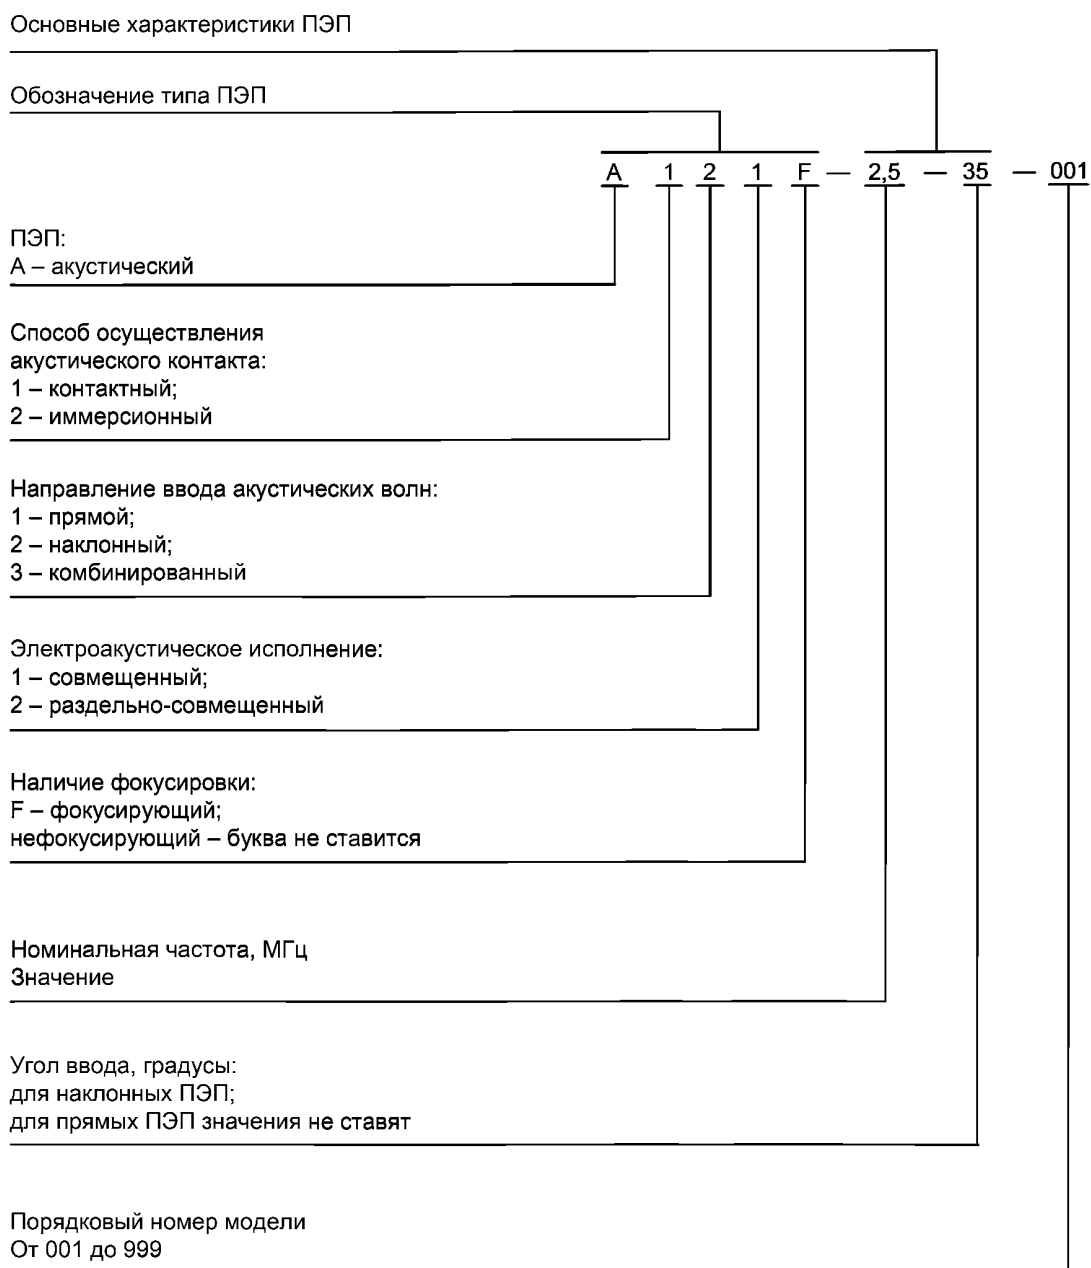 Основные характеристики ПЭП
Обозначение типа ПЭП
А 1 2 1 F — 2,5 — 35 — 001
ПЭП:
А – акустический
Способ осуществления
акустического контакта:
1 – контактный;
2 – иммерсионный
Направление ввода акустических волн:
1 – прямой;
2 – наклонный;
3 – комбинированный
Электроакустическое исполнение:
1 – совмещенный;
2 – раздельно-совмещенный
Наличие фокусировки:
F – фокусирующий;
нефокусирующий – буква не ставится
Номинальная частота, МГц
Значение
Угол ввода, градусы:
для наклонных ПЭП;
для прямых ПЭП значения не ставят
Порядковый номер модели
От 001 до 999